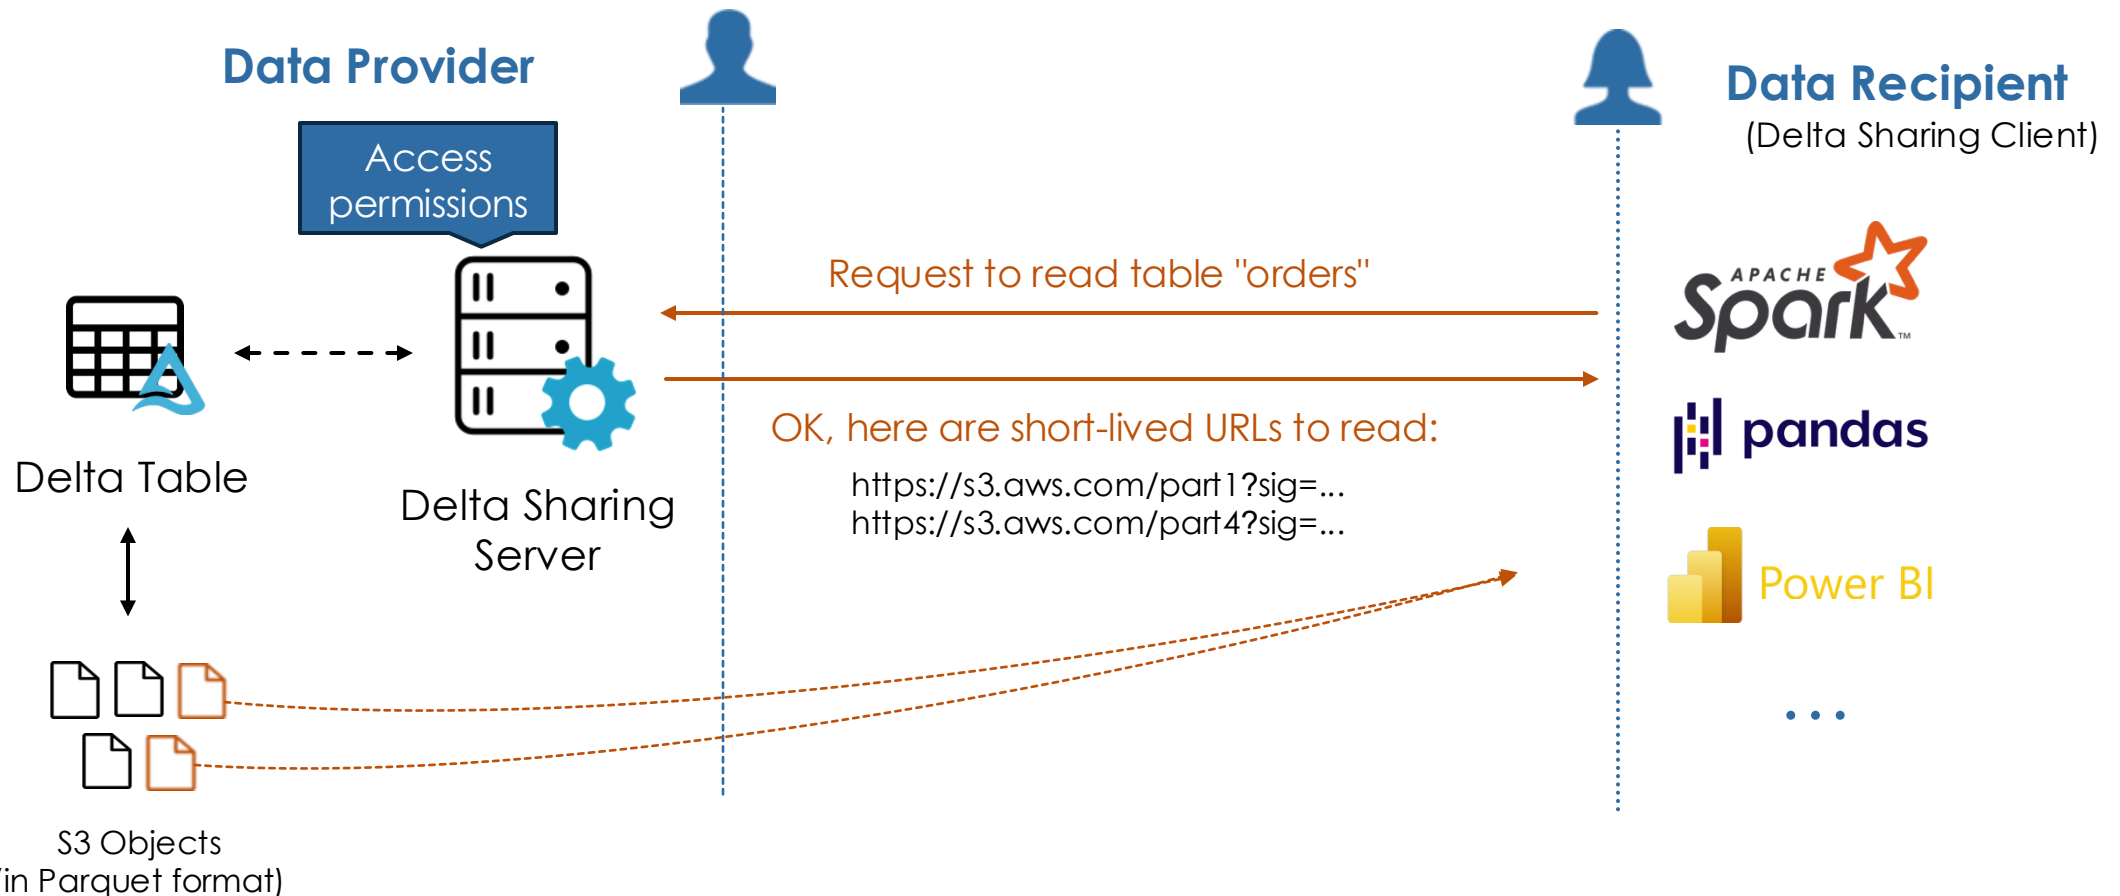 Data Provider
Data Recipient
(Delta Sharing Client)
Access
permissions
Request to read table "orders"
APACHE
Spark™
OK, here are short-lived URLs to read:
pandas
Delta Table
Delta Sharing
Server
https://s3.aws.com/part1?sig=...
https://s3.aws.com/part4?sig=...
Power BI
...
S3 Objects
(in Parquet format)